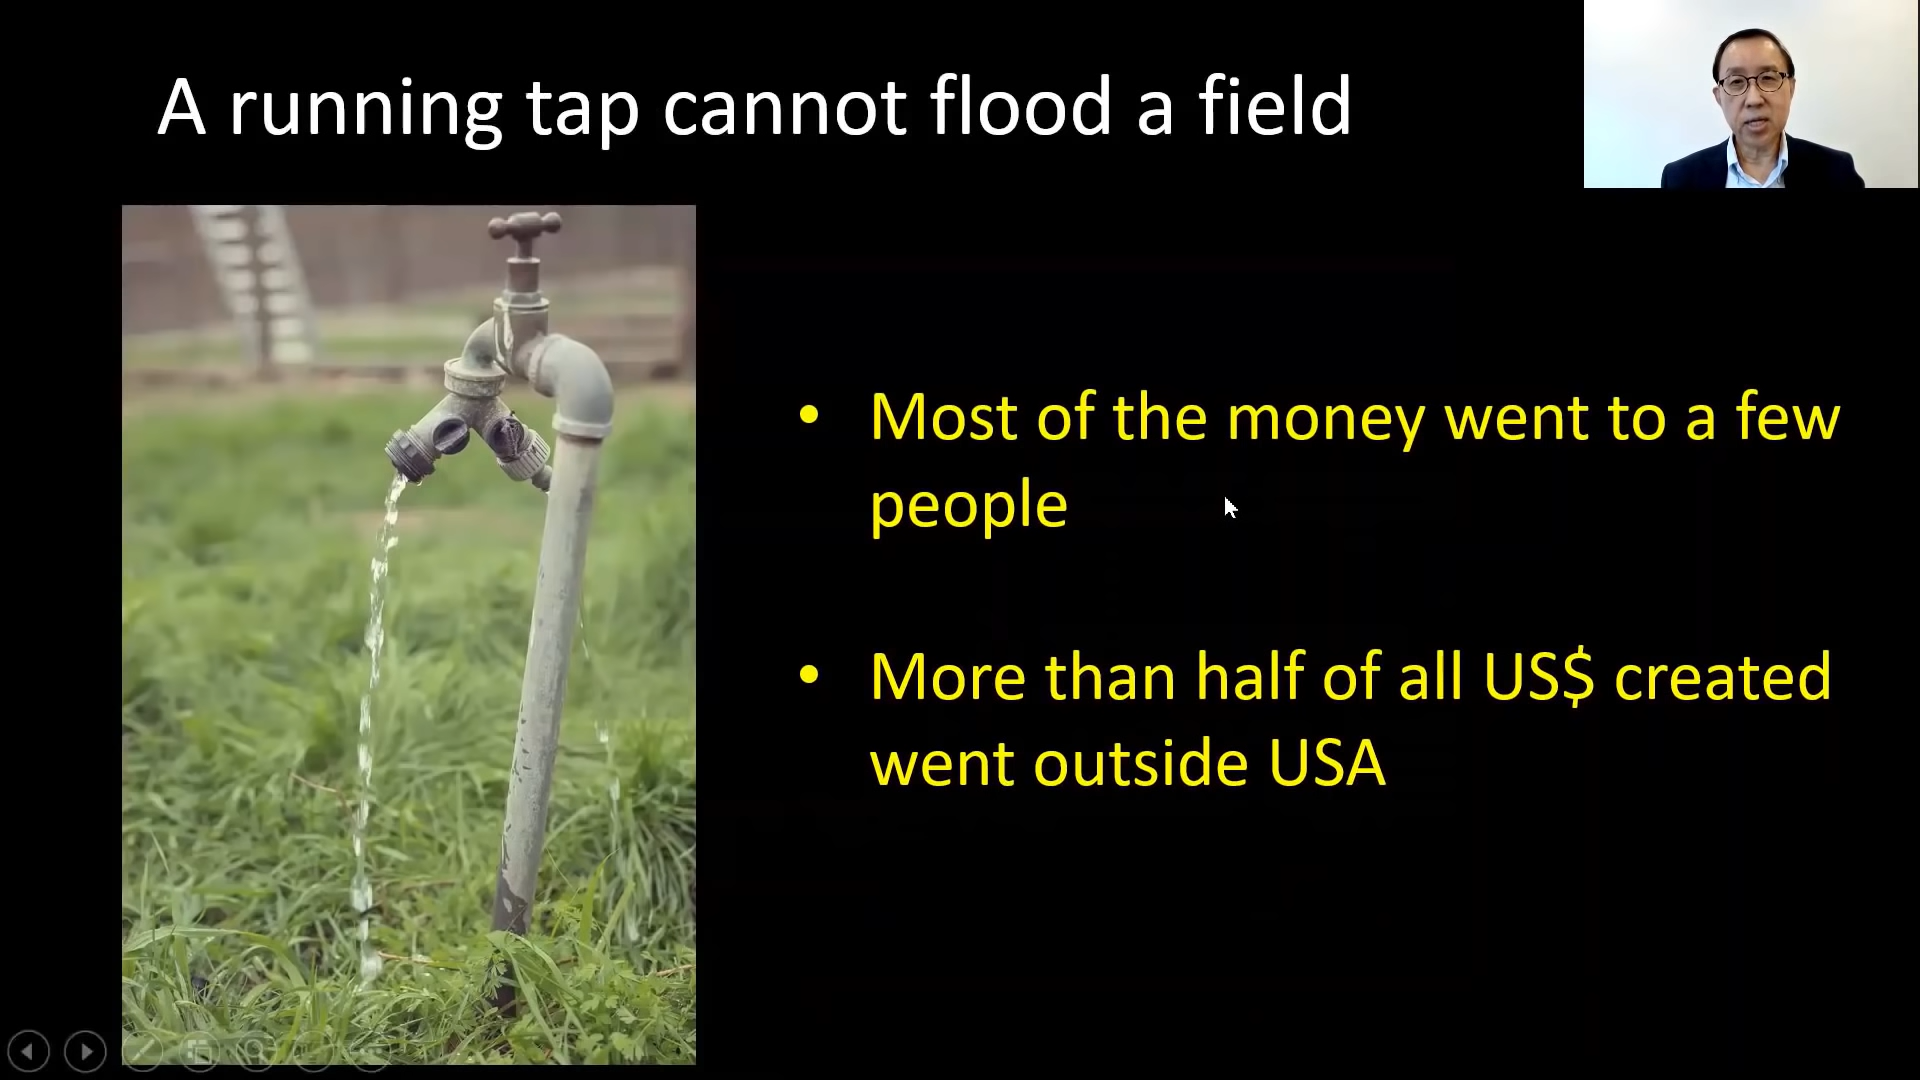 A running tap cannot flood a field
• Most of the money went to a few
people
• More than half of all US$ created
went outside USA